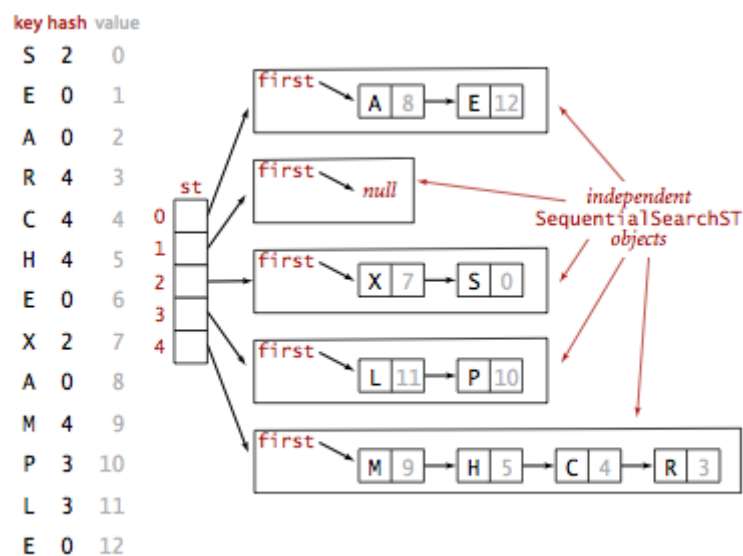 key hash value
S 2 0
E 0 1
A 0 2
R 4 3
C 4 4
H 4 5
E 0 6
X 2 7
A 0 8
M 4 9
P 3 10
L 3 11
E 0 12
st
0
1
2
3
4
first
A 8 E 12
first
null
first
X 7 S 0
first
L 11 P 10
first
M 9 H 5 C 4 R 3
independent
SequentialSearchST
objects